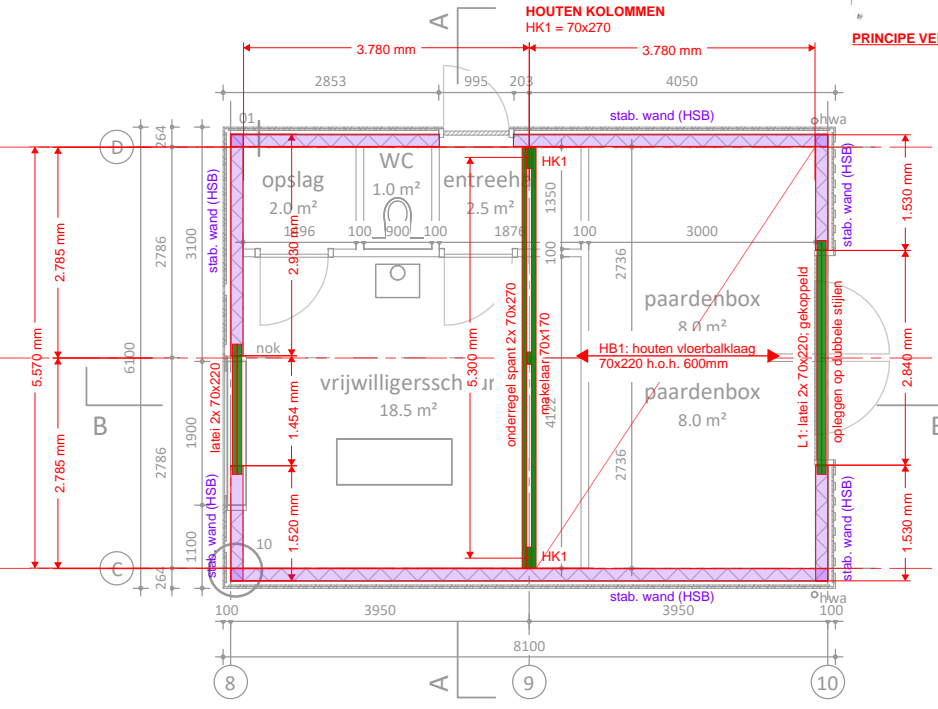 HOUTEN KOLOMMEN
HK1 = 70x270
PRINCIPE VE
A
3.780 mm
3.780 mm
2853
995
203
4050
stab. wand (HSB)
hwa
01
D
264
HK1
WC
1.0 m²
opslag
2.0 m²
entreeha
2.5 m²
1350
1.530 mm
stab. wand (HSB)
stab. wand (HSB)
2.785 mm
2786
3100
2.930 mm
100
900
100
1876
100
3000
100
2736
5.570 mm
6100
paardenbox
8.0 m²
nok
HB1: houten vloerbalklaag
70x220 h.o.h. 600mm
onderregel spant 2x 70x270
makelaar 70x170
5.300 mm
L1: latei 2x 70x220; gekoppeld
opleggen op dubbele stijlen
2.840 mm
vrijwilligerssch
18.5 m²
paardenbox
8.0 m²
latei 2x 70x220
1.454 mm
4122
B
1900
2.785 mm
2786
2736
stab. wand (HSB)
1.520 mm
1100
1.530 mm
stab. wand (HSB)
10
HK1
C
264
stab. wand (HSB)
hwa
100
3950
3950
100
8100
A
8
9
10